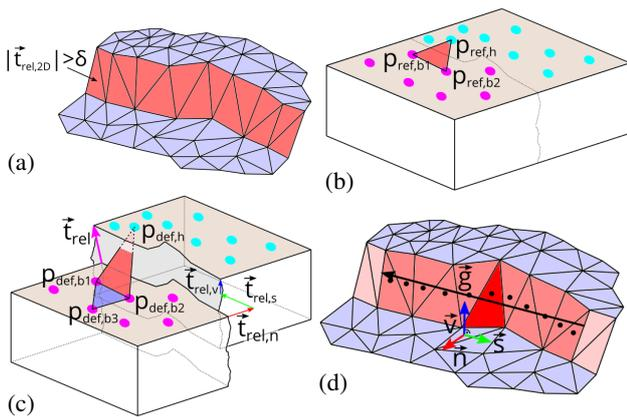 |t⃗rel,2D|>δ
(a)
pref,h
pref,b1
pref,b2
(b)
t⃗rel
pdef,h
pdef,b1
pdef,b2
pdef,b3
t⃗rel,v
t⃗rel,s
t⃗rel,n
(c)
g⃗
v⃗
s⃗
n⃗
(d)